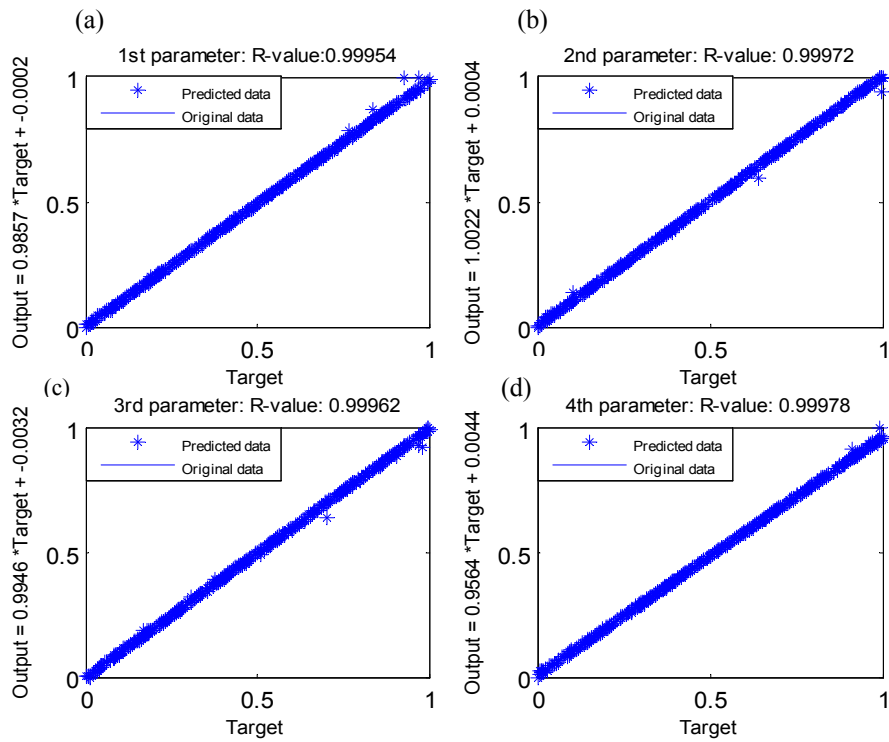 (a)
1st parameter: R-value:0.99954
Output = 0.9857 *Target + -0.0002
1
0.5
0
Predicted data
Original data
0
0.5
1
Target
(b)
2nd parameter: R-value: 0.99972
Output = 1.0022 *Target + 0.0004
1
0.5
0
Predicted data
Original data
0
0.5
1
Target
(c)
3rd parameter: R-value: 0.99962
Output = 0.9946 *Target + -0.0032
1
0.5
0
Predicted data
Original data
0
0.5
1
Target
(d)
4th parameter: R-value: 0.99978
Output = 0.9564 *Target + 0.0044
1
0.5
0
Predicted data
Original data
0
0.5
1
Target